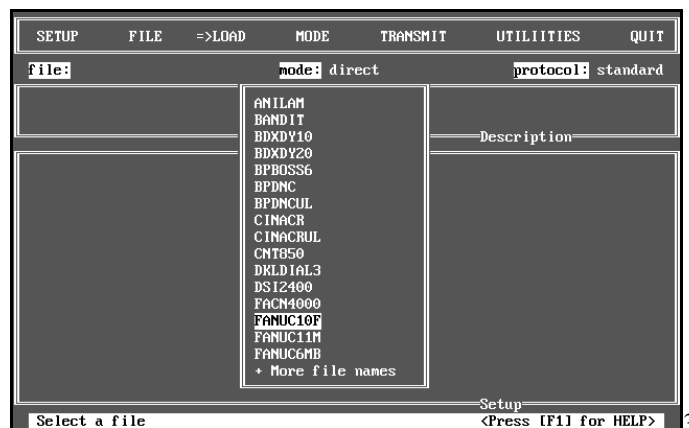 SETUP FILE =>LOAD MODE TRANSMIT UTILIITIES QUIT
file: mode: direct protocol: standard
ANILAM
BANDIT
BDXDY10
Description
BDXDY20
BPBOSS6
BPDNC
BPDNCUL
CINACR
CINACRUL
CNT850
DKLDIAL3
DSI2400
FACN4000
FANUC10F
FANUC11M
FANUC6MB
+ More file names
Setup
Select a file <Press [F1] for HELP>